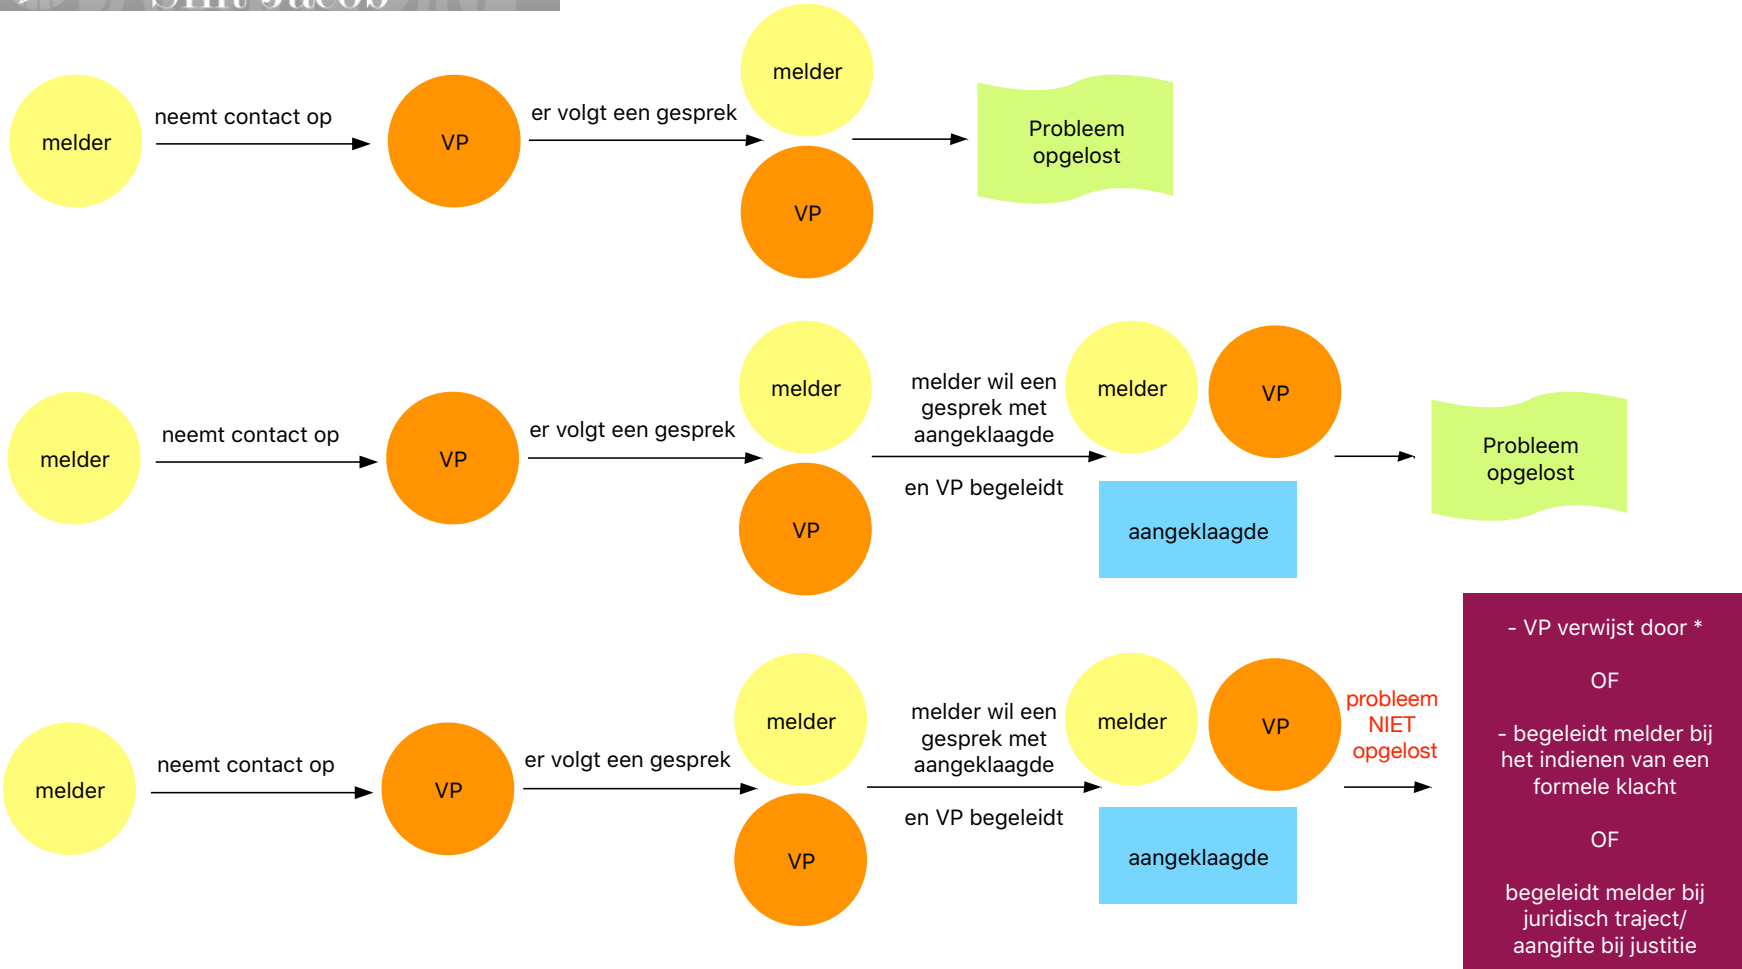 Sint Jacob
melder
neemt contact op
VP
er volgt een gesprek
melder
VP
Probleem
opgelost
melder
neemt contact op
VP
er volgt een gesprek
melder
VP
melder wil een
gesprek met
aangeklaagde
en VP begeleidt
melder
VP
aangeklaagde
Probleem
opgelost
melder
neemt contact op
VP
er volgt een gesprek
melder
VP
melder wil een
gesprek met
aangeklaagde
en VP begeleidt
melder
VP
aangeklaagde
probleem
NIET
opgelost
- VP verwijst door *
OF
- begeleidt melder bij
het indienen van een
formele klacht
OF
begeleidt melder bij
juridisch traject/
aangifte bij justitie